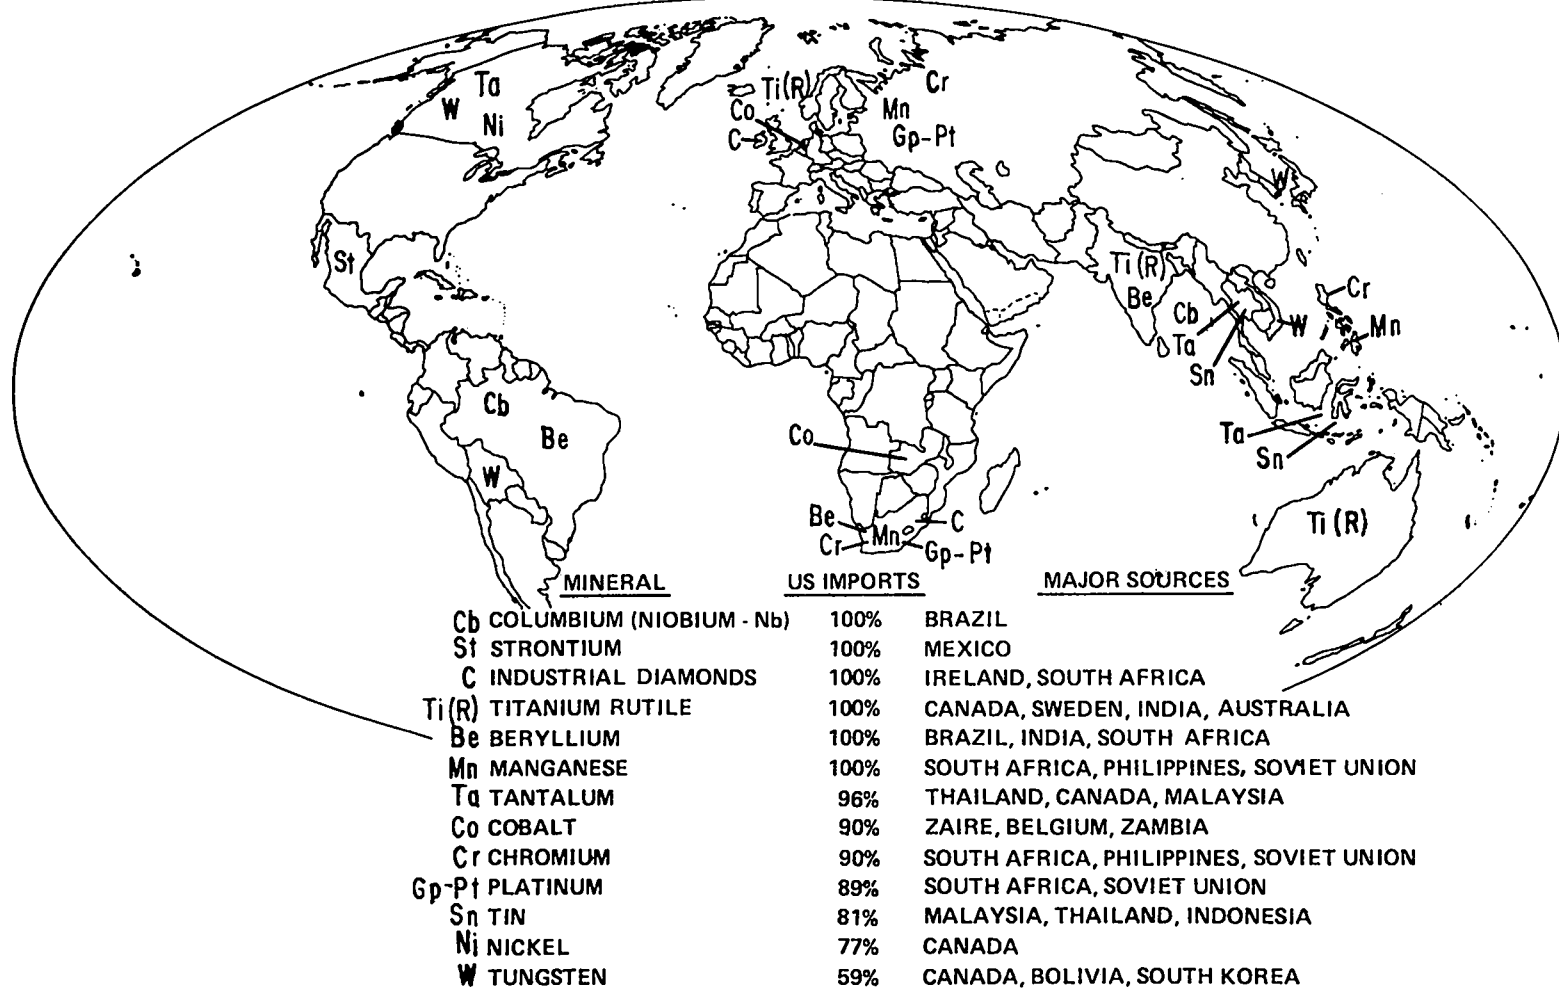 Ta
W
Ni
Ti(R)
Cr
Co
Mn
C
Gp-Pt
W
St
Ti(R)
Be
Cb
Cr
W
Mn
Ta
Sn
Cb
Be
Co
Ta
Sn
W
Be
Mn
C
Cr
Gp-Pt
Ti(R)
MINERAL US IMPORTS MAJOR SOURCES
Cb COLUMBIUM (NIOBIUM - Nb) 100% BRAZIL
St STRONTIUM 100% MEXICO
C INDUSTRIAL DIAMONDS 100% IRELAND, SOUTH AFRICA
Ti(R) TITANIUM RUTILE 100% CANADA, SWEDEN, INDIA, AUSTRALIA
Be BERYLLIUM 100% BRAZIL, INDIA, SOUTH AFRICA
Mn MANGANESE 100% SOUTH AFRICA, PHILIPPINES, SOVIET UNION
Ta TANTALUM 96% THAILAND, CANADA, MALAYSIA
Co COBALT 90% ZAIRE, BELGIUM, ZAMBIA
Cr CHROMIUM 90% SOUTH AFRICA, PHILIPPINES, SOVIET UNION
Gp-Pt PLATINUM 89% SOUTH AFRICA, SOVIET UNION
Sn TIN 81% MALAYSIA, THAILAND, INDONESIA
Ni NICKEL 77% CANADA
W TUNGSTEN 59% CANADA, BOLIVIA, SOUTH KOREA